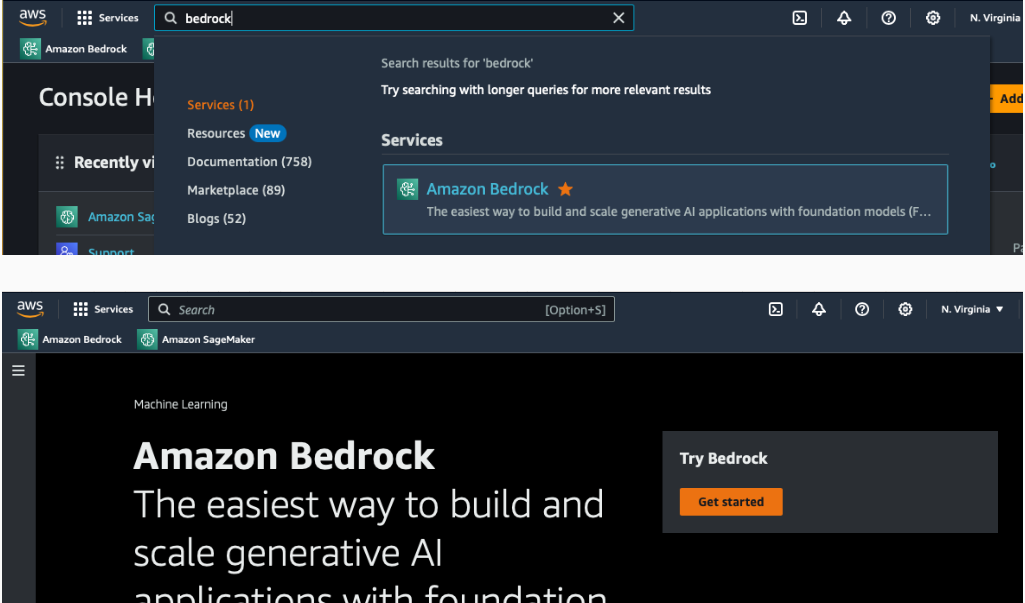 aws Services bedrock N. Virginia
Amazon Bedrock
Search results for 'bedrock'
Try searching with longer queries for more relevant results
Console H
Add
Services (1)
Resources New
Documentation (758)
Marketplace (89)
Blogs (52)
Services
Recently vi
Amazon Bedrock
The easiest way to build and scale generative AI applications with foundation models (F...
Amazon Sag
Support
aws Services Search [Option+S] N. Virginia
Amazon Bedrock Amazon SageMaker
Machine Learning
Amazon Bedrock
The easiest way to build and
scale generative AI
applications with foundation
Try Bedrock
Get started